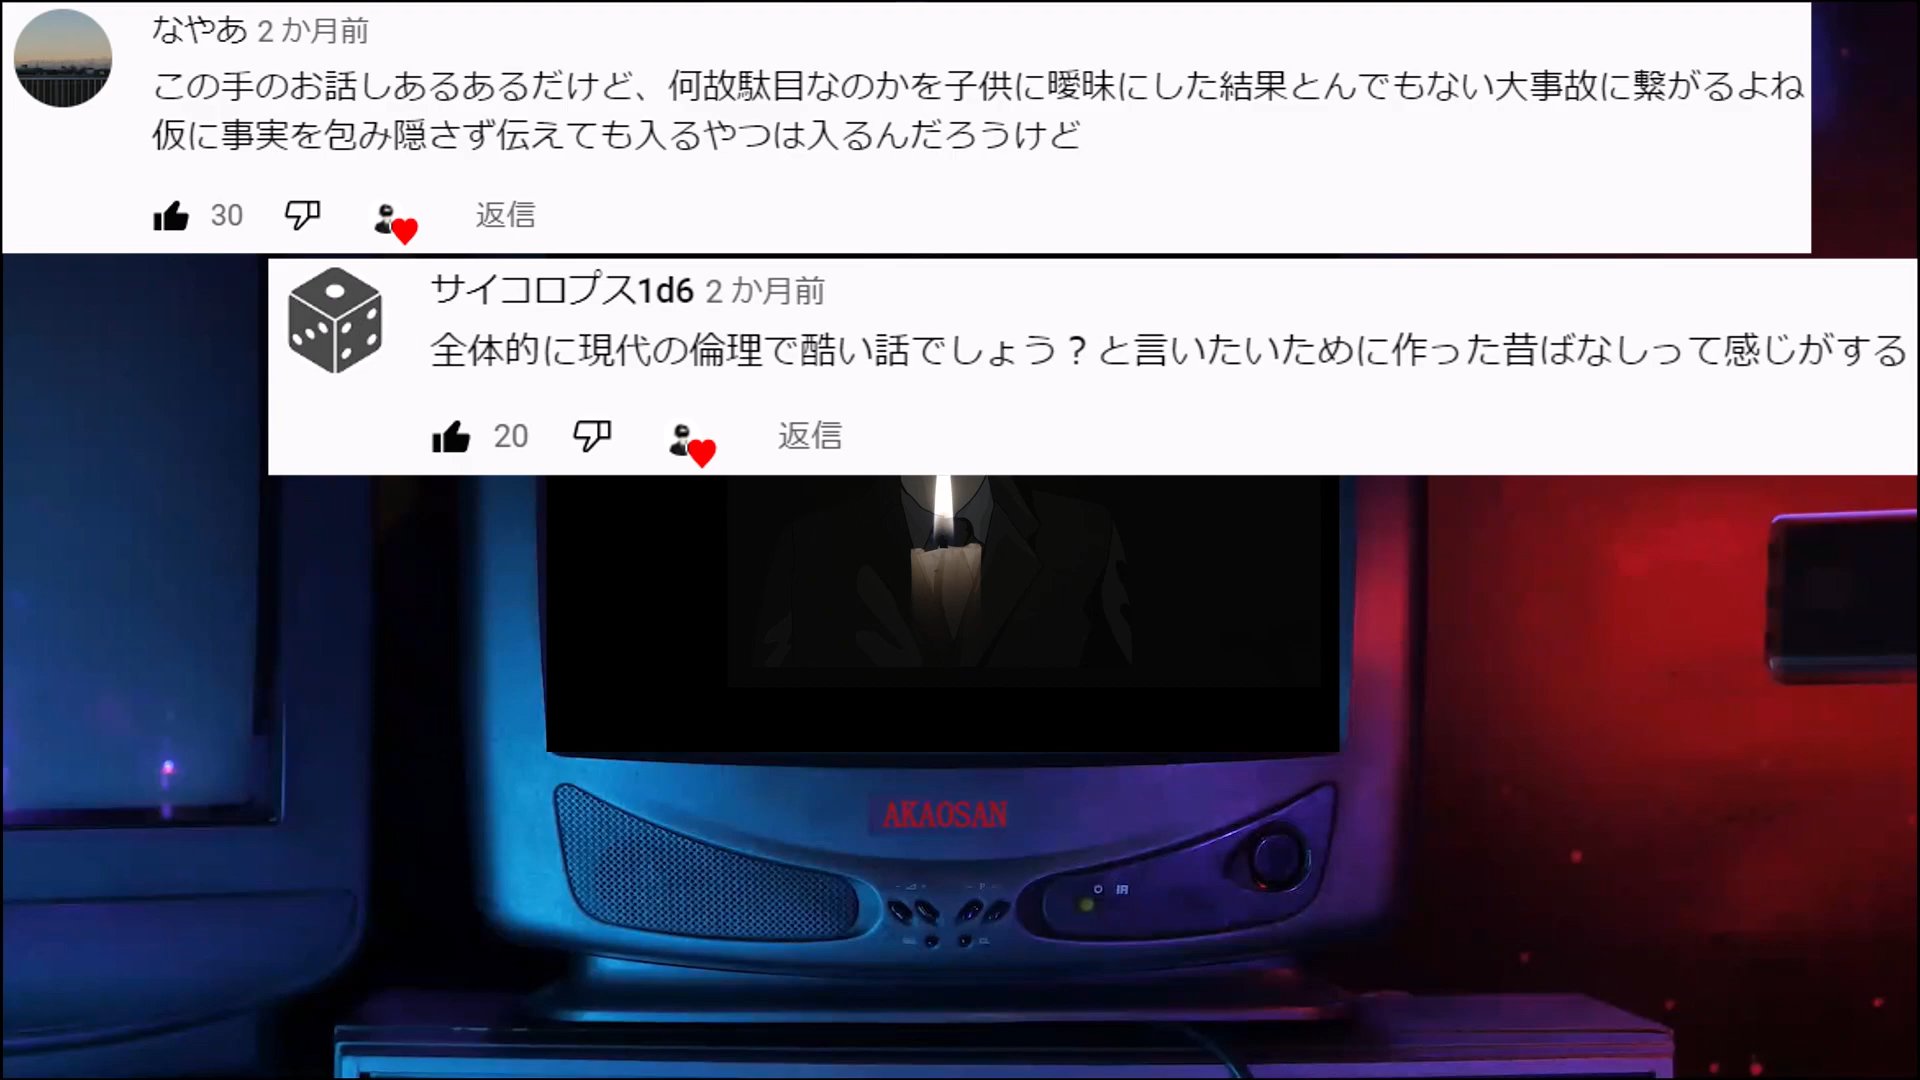 なやあ 2 か月前
この手のお話しあるあるだけど、何故駄目なのかを子供に曖昧にした結果とんでもない大事故に繋がるよね
仮に事実を包み隠さず伝えても入るやつは入るんだろうけど
30 返信
サイコロプス1d6 2 か月前
全体的に現代の倫理で酷い話でしょう？と言いたいために作った昔ばなしって感じがする
20 返信
AKAOSAN